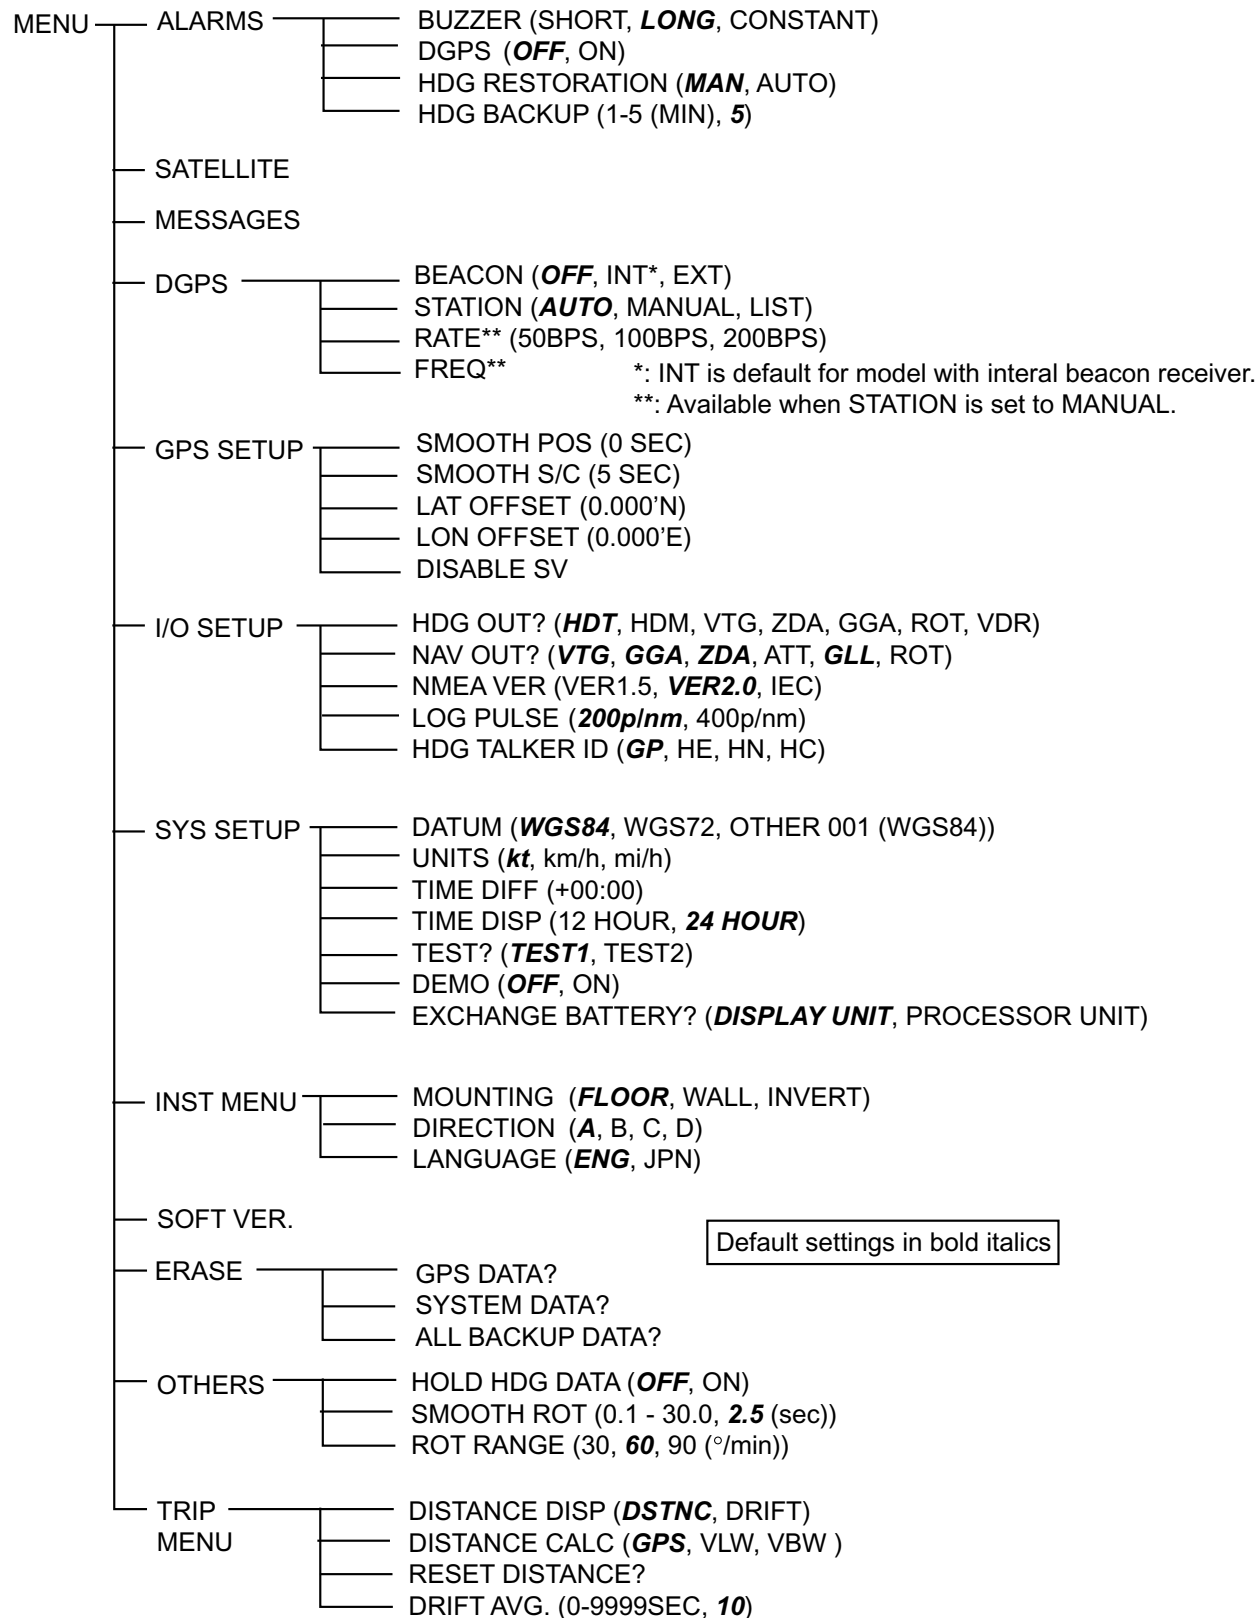 MENU
ALARMS
BUZZER (SHORT, LONG, CONSTANT)
DGPS (OFF, ON)
HDG RESTORATION (MAN, AUTO)
HDG BACKUP (1-5 (MIN), 5)
SATELLITE
MESSAGES
DGPS
BEACON (OFF, INT*, EXT)
STATION (AUTO, MANUAL, LIST)
RATE** (50BPS, 100BPS, 200BPS)
FREQ**
*: INT is default for model with interal beacon receiver.
**: Available when STATION is set to MANUAL.
GPS SETUP
SMOOTH POS (0 SEC)
SMOOTH S/C (5 SEC)
LAT OFFSET (0.000’N)
LON OFFSET (0.000’E)
DISABLE SV
I/O SETUP
HDG OUT? (HDT, HDM, VTG, ZDA, GGA, ROT, VDR)
NAV OUT? (VTG, GGA, ZDA, ATT, GLL, ROT)
NMEA VER (VER1.5, VER2.0, IEC)
LOG PULSE (200p/nm, 400p/nm)
HDG TALKER ID (GP, HE, HN, HC)
SYS SETUP
DATUM (WGS84, WGS72, OTHER 001 (WGS84))
UNITS (kt, km/h, mi/h)
TIME DIFF (+00:00)
TIME DISP (12 HOUR, 24 HOUR)
TEST? (TEST1, TEST2)
DEMO (OFF, ON)
EXCHANGE BATTERY? (DISPLAY UNIT, PROCESSOR UNIT)
INST MENU
MOUNTING (FLOOR, WALL, INVERT)
DIRECTION (A, B, C, D)
LANGUAGE (ENG, JPN)
SOFT VER.
Default settings in bold italics
ERASE
GPS DATA?
SYSTEM DATA?
ALL BACKUP DATA?
OTHERS
HOLD HDG DATA (OFF, ON)
SMOOTH ROT (0.1 - 30.0, 2.5 (sec))
ROT RANGE (30, 60, 90 (°/min))
TRIP
MENU
DISTANCE DISP (DSTNC, DRIFT)
DISTANCE CALC (GPS, VLW, VBW )
RESET DISTANCE?
DRIFT AVG. (0-9999SEC, 10)